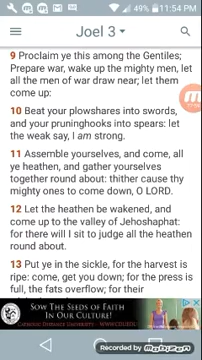 49% 11:54 PM
Joel 3
9 Proclaim ye this among the Gentiles;
Prepare war, wake up the mighty men, let
all the men of war draw near; let them
come up:
10 Beat your plowshares into swords,
and your pruninghooks into spears: let
the weak say, I am strong.
11 Assemble yourselves, and come, all
ye heathen, and gather yourselves
together round about: thither cause thy
mighty ones to come down, O LORD.
12 Let the heathen be wakened, and
come up to the valley of Jehoshaphat:
for there will I sit to judge all the heathen
round about.
13 Put ye in the sickle, for the harvest is
ripe: come, get you down; for the press is
full, the fats overflow; for their
SOW THE SEEDS OF FAITH
IN OUR CULTURE!
RECORDED BY